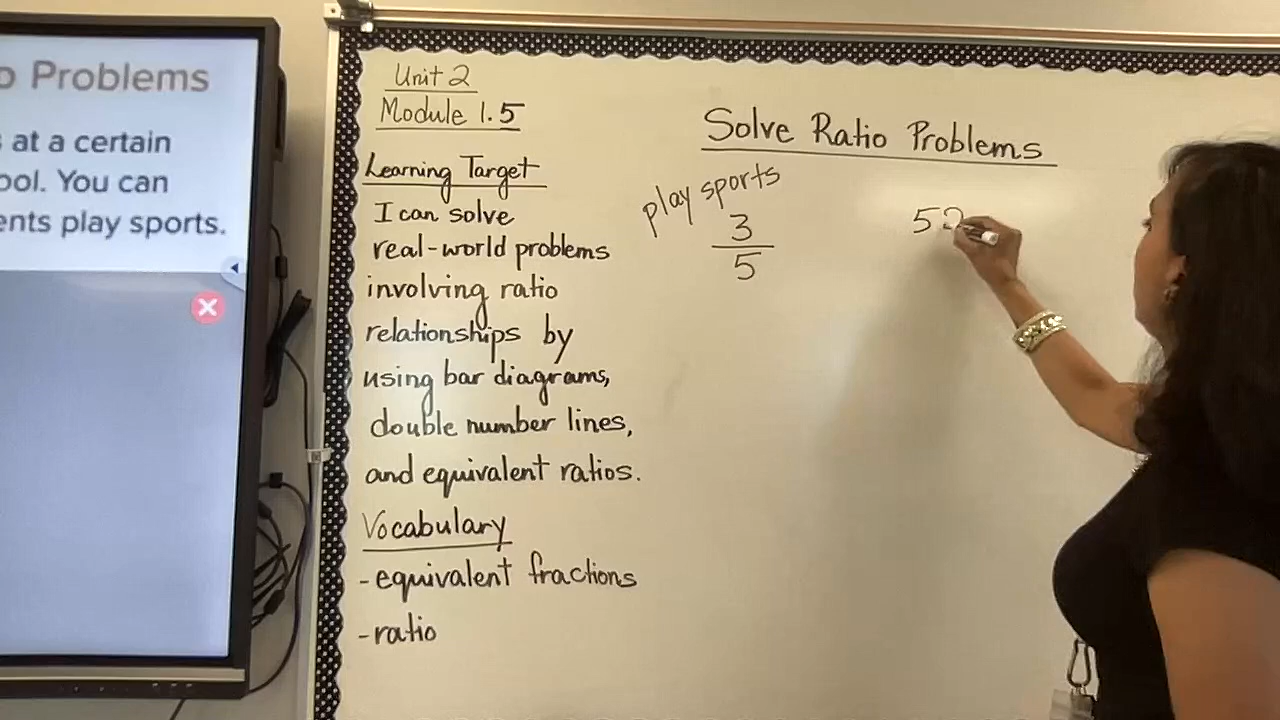 o Problems
at a certain
ool. You can
ents play sports.
Unit 2
Module 1.5
Learning Target
I can solve
real-world problems
involving ratio
relationships by
using bar diagrams,
double number lines,
and equivalent ratios.
Vocabulary
-equivalent fractions
-ratio
Solve Ratio Problems
play sports
3
5
52